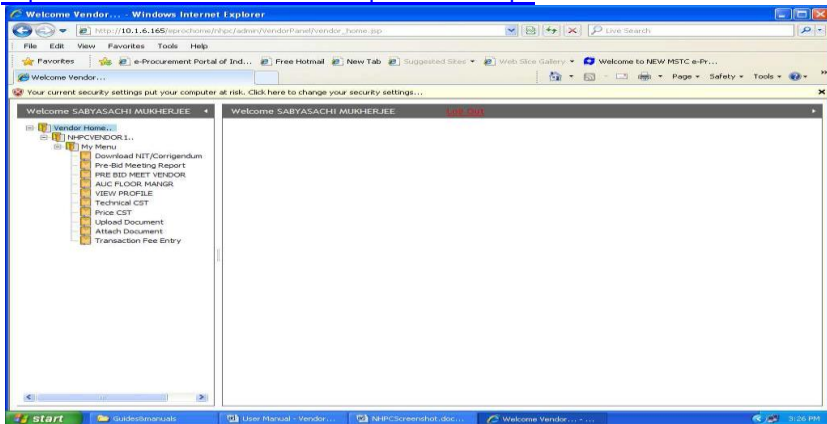 Welcome Vendor... - Windows Internet Explorer
http://10.1.6.165/eprochome/nhpc/admin/VendorPanel/vendor_home.jsp
Live Search
File Edit View Favorites Tools Help
Favorites e-Procurement Portal of Ind... Free Hotmail New Tab Suggested Sites Web Slice Gallery Welcome to NEW MSTC e-Pr...
Welcome Vendor... Page Safety Tools
Your current security settings put your computer at risk. Click here to change your security settings...
Welcome SABYASACHI MUKHERJEE Welcome SABYASACHI MUKHERJEE Log OUT
Vendor Home..
NHPCVENDOR1..
My Menu
Download NIT/Corrigendum
Pre-Bid Meeting Report
PRE BID MEET VENDOR
AUC FLOOR MANGR
VIEW PROFILE
Technical CST
Price CST
Upload Document
Attach Document
Transaction Fee Entry
start Guides&manuals User Manual - Vendor... NHPCScreenshot.doc... Welcome Vendor... - ... 3:26 PM